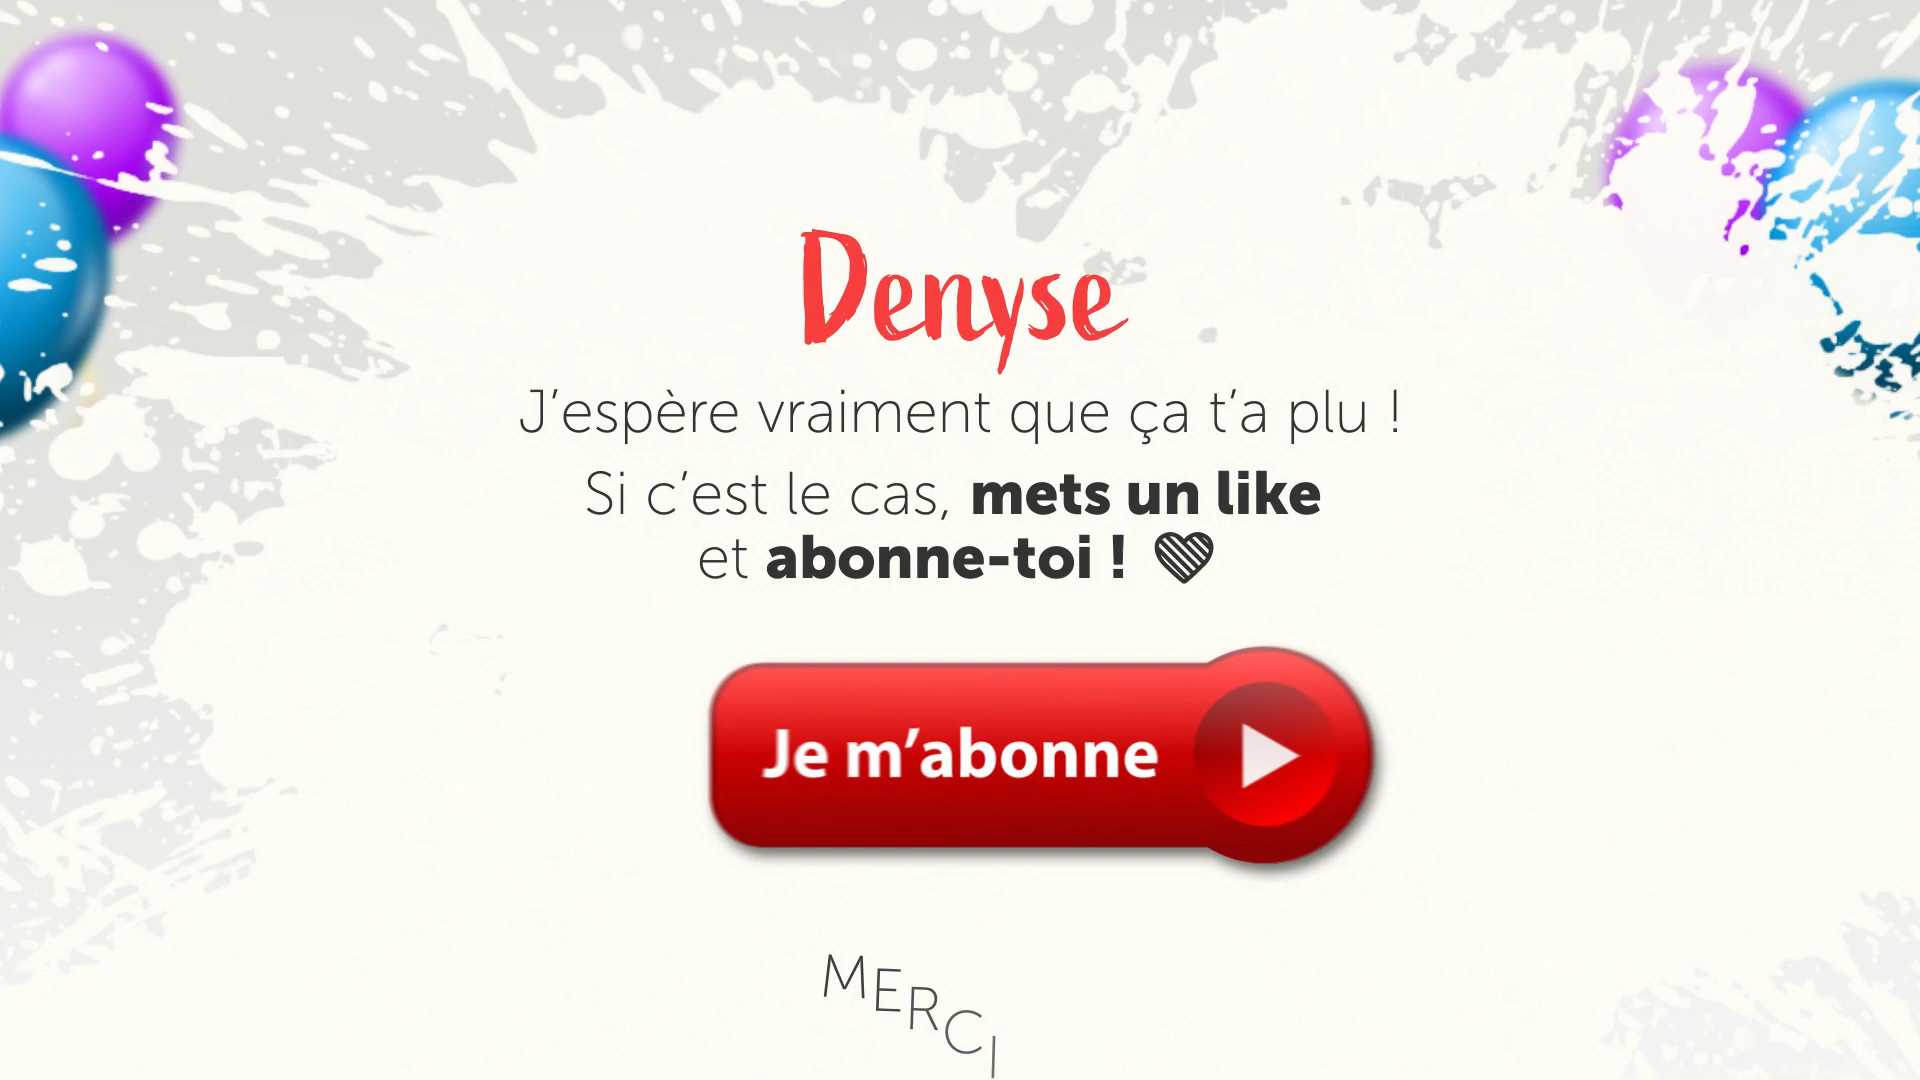 Denyse
J’espère vraiment que ça t’a plu !
Si c’est le cas, mets un like
et abonne-toi !
Je m’abonne
MERCI